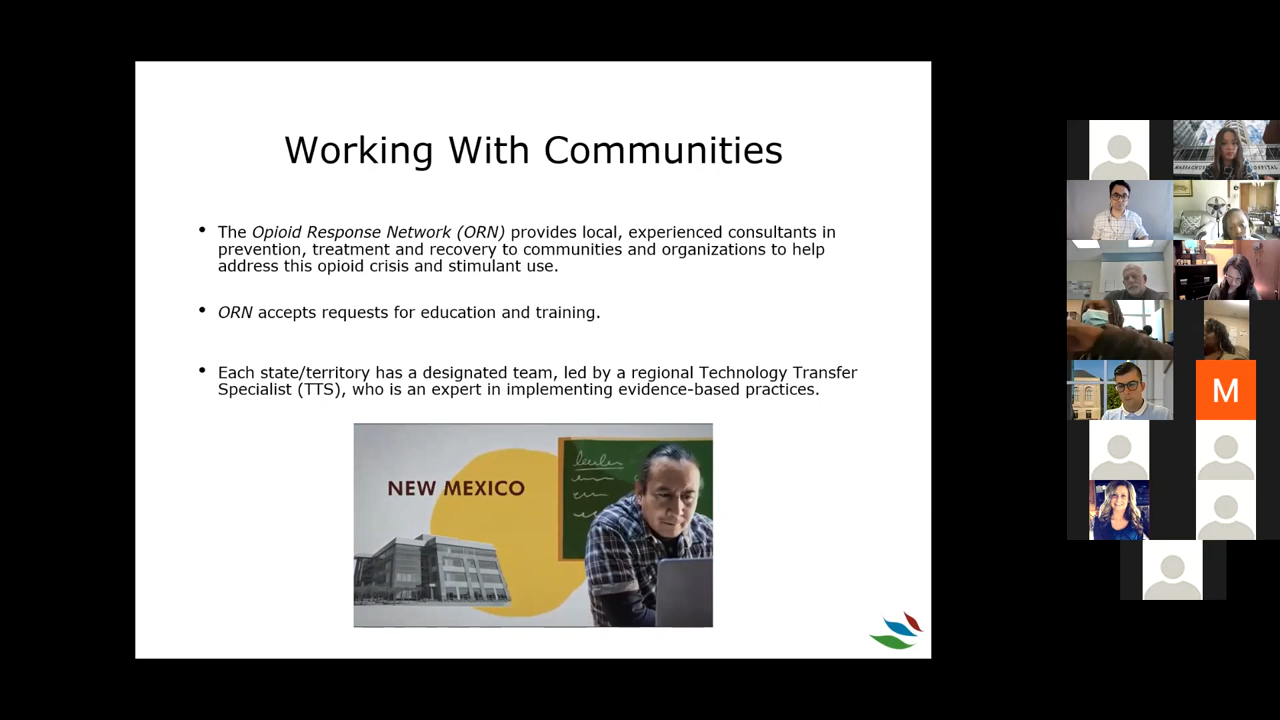 Working With Communities
• The Opioid Response Network (ORN) provides local, experienced consultants in
prevention, treatment and recovery to communities and organizations to help
address this opioid crisis and stimulant use.
• ORN accepts requests for education and training.
• Each state/territory has a designated team, led by a regional Technology Transfer
Specialist (TTS), who is an expert in implementing evidence-based practices.
NEW MEXICO
M